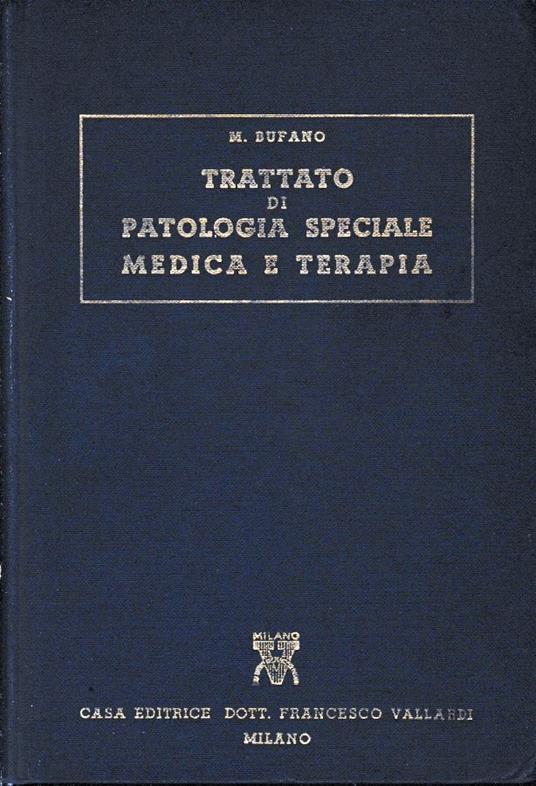 M. BUFANO
TRATTATO
DI
PATOLOGIA SPECIALE
MEDICA E TERAPIA
MILANO
CASA EDITRICE DOTT. FRANCESCO VALLARDI
MILANO